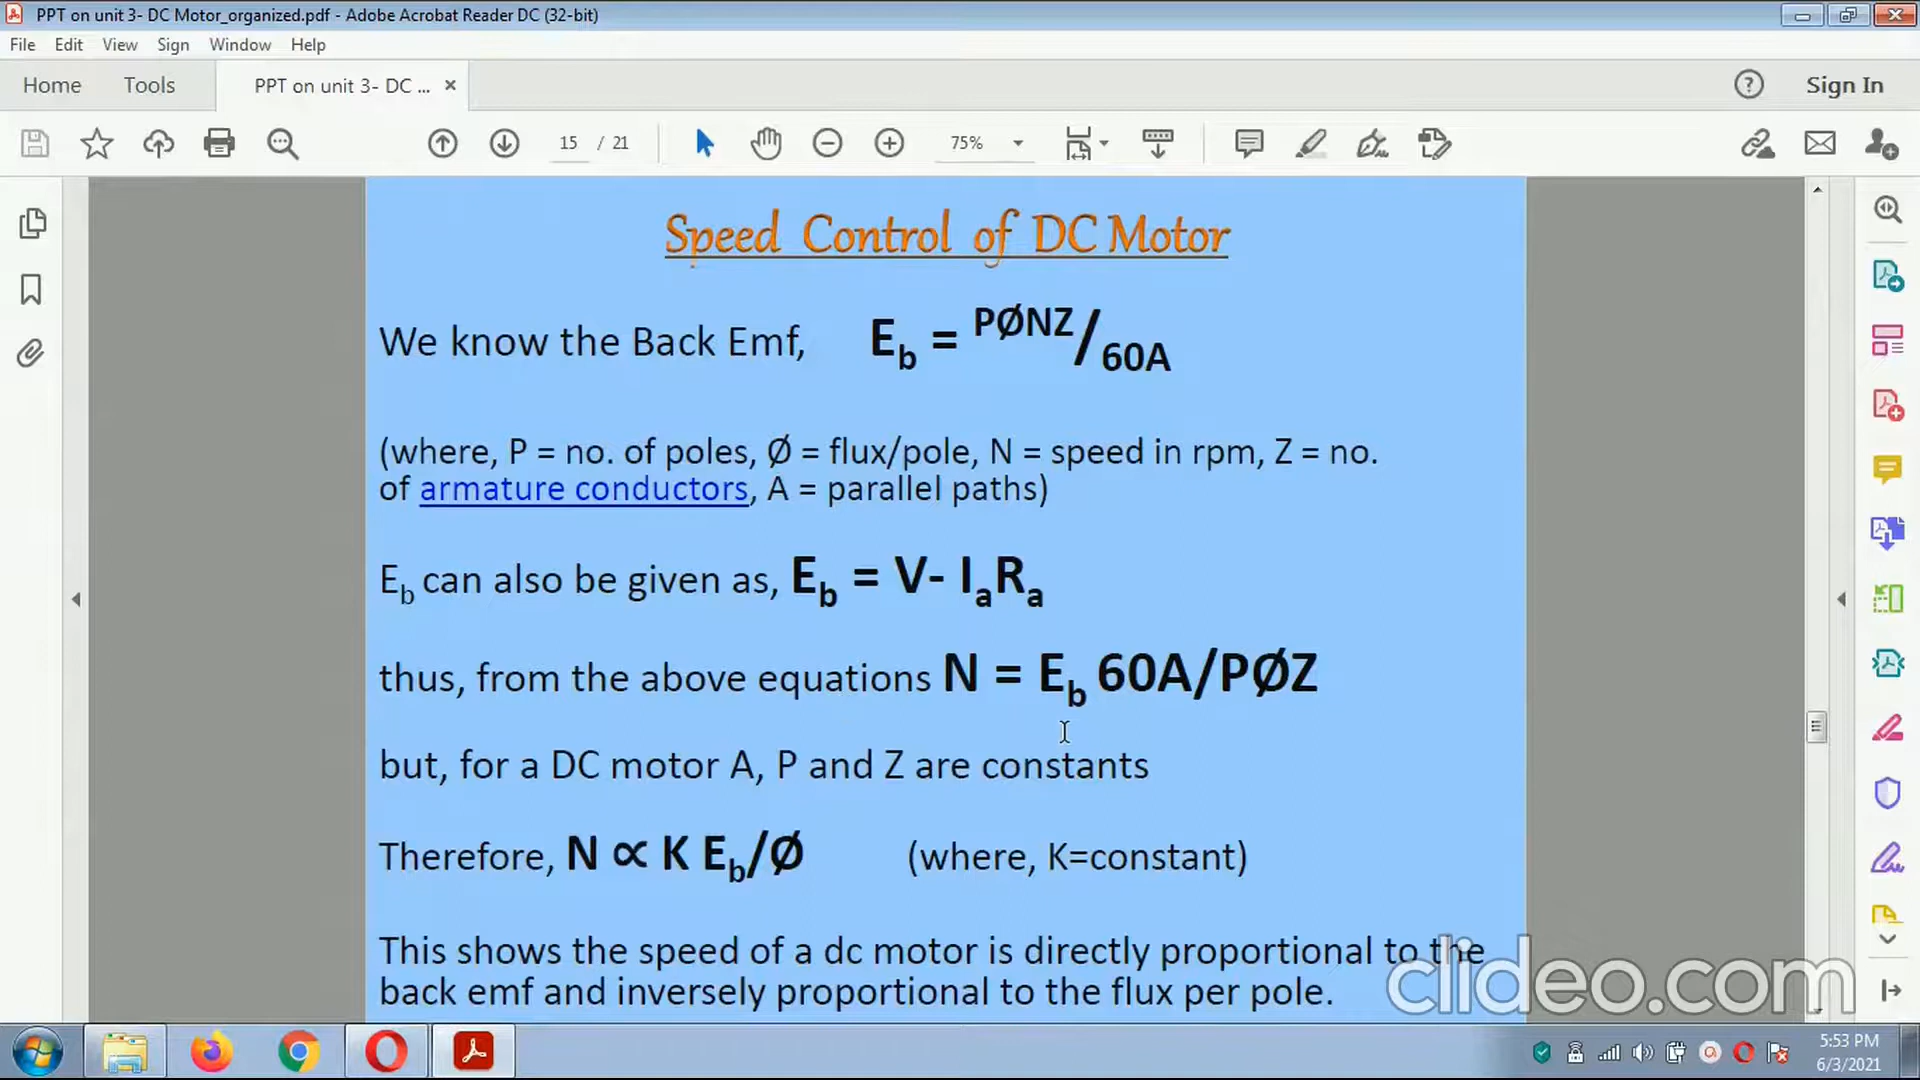 PPT on unit 3- DC Motor_organized.pdf - Adobe Acrobat Reader DC (32-bit)
File Edit View Sign Window Help
Home Tools PPT on unit 3- DC ... × Sign In
15 / 21 75%
Speed Control of DC Motor
We know the Back Emf, Eb = PØNZ/60A
(where, P = no. of poles, Ø = flux/pole, N = speed in rpm, Z = no.
of armature conductors, A = parallel paths)
Eb can also be given as, Eb = V- IaRa
thus, from the above equations N = Eb 60A/PØZ
but, for a DC motor A, P and Z are constants
Therefore, N ∝ K Eb/Ø (where, K=constant)
This shows the speed of a dc motor is directly proportional to the
back emf and inversely proportional to the flux per pole.
clideo.com
5:53 PM
6/3/2021